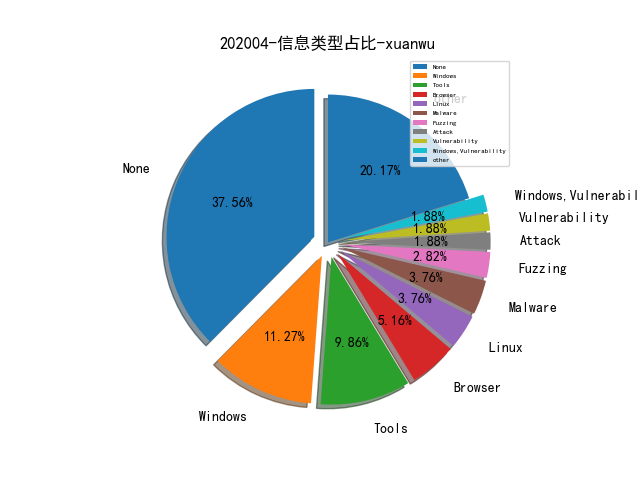 202004-信息类型占比-xuanwu
None
Windows
Tools
Browser
Linux
Malware
Fuzzing
Attack
Vulnerability
Windows,Vulnerability
other
other
20.17%
None
37.56%
Windows,Vulnerabil
1.88%
Vulnerability
1.88%
Attack
1.88%
Fuzzing
2.82%
Malware
3.76%
Linux
3.76%
Browser
5.16%
Tools
9.86%
Windows
11.27%